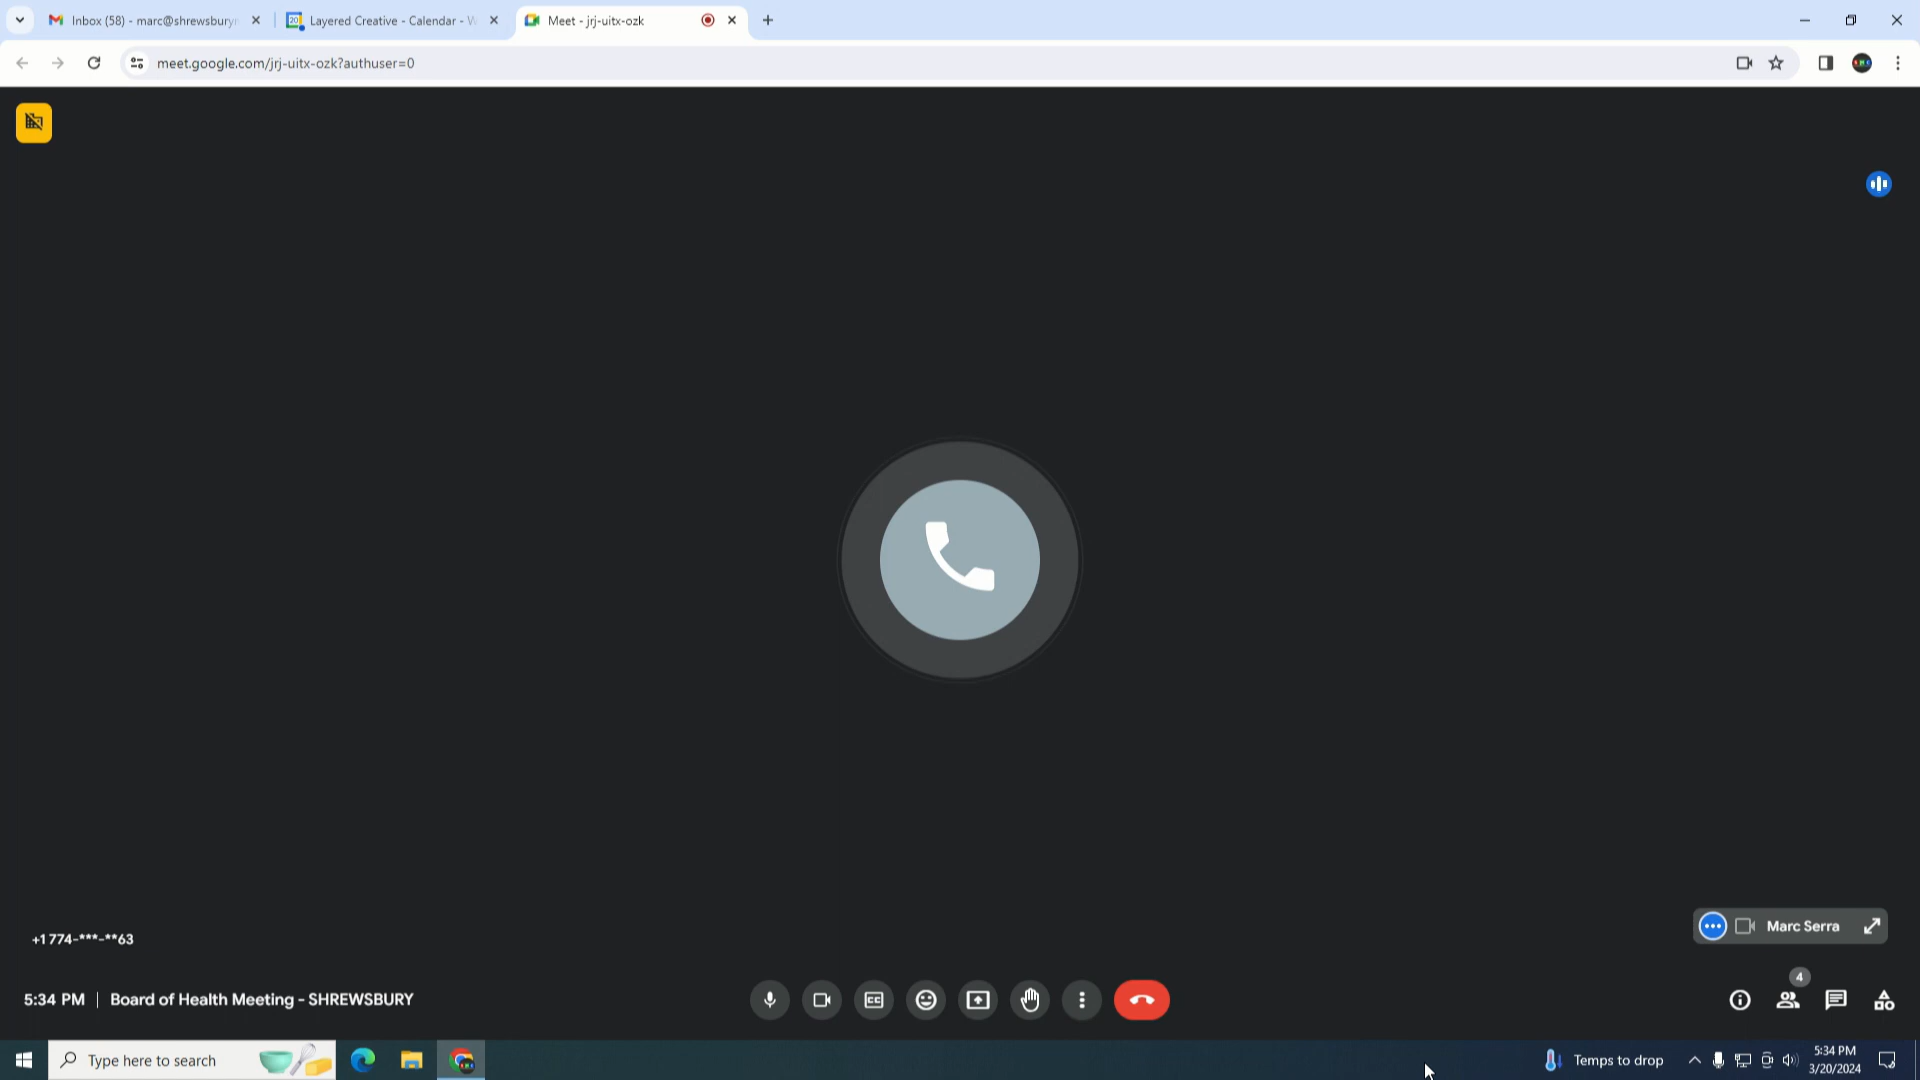 Inbox (58) - marc@shrewsbury
Layered Creative - Calendar - W
Meet - jrj-uitx-ozk
meet.google.com/jrj-uitx-ozk?authuser=0
+1 774-***-**63
Marc Serra
4
5:34 PM | Board of Health Meeting - SHREWSBURY
CC
Type here to search
Temps to drop
5:34 PM
3/20/2024